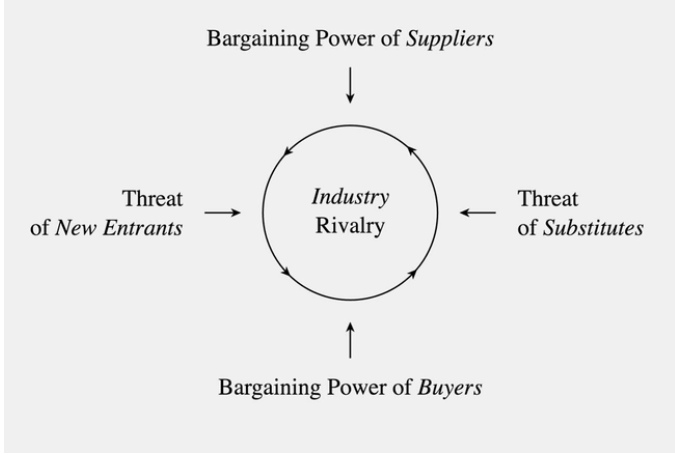 Bargaining Power of Suppliers
Threat
of New Entrants
Industry
Rivalry
Threat
of Substitutes
Bargaining Power of Buyers